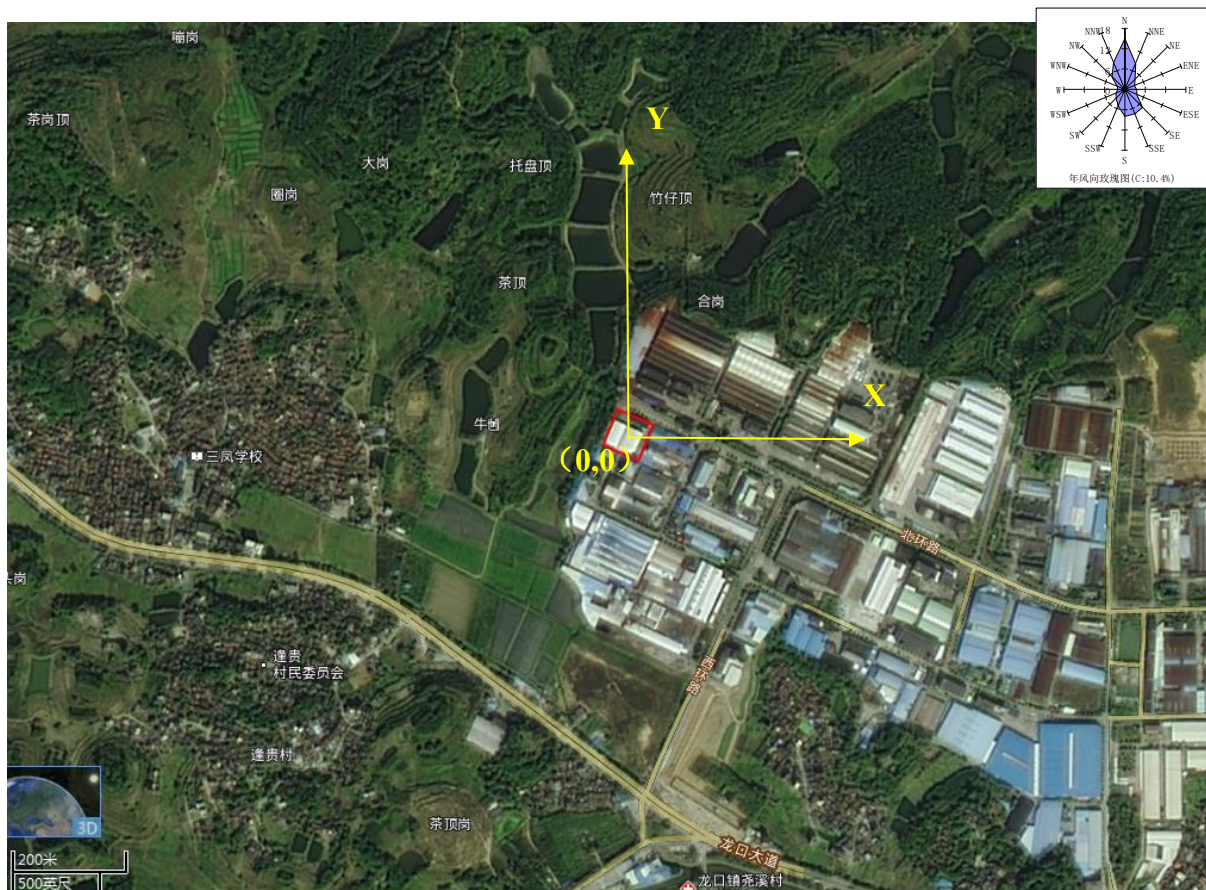 嘣岗
茶岗顶
大岗
圈岗
托盘顶
竹仔顶
茶顶
合岗
Y
X
(0,0)
三凤学校
北环路
头岗
逢贵
村民委员会
西环路
逢贵村
茶顶岗
龙口大道
龙口镇尧溪村
3D
200米
500英尺
N
NNE
NE
ENE
E
ESE
SE
SSE
S
SSW
SW
WSW
W
WNW
NW
NNW
18
年风向玫瑰图(C:10.4%)